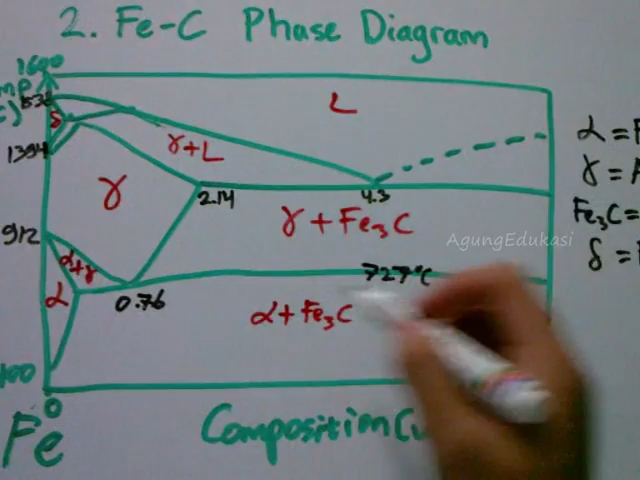 2. Fe-C Phase Diagram
1600
1538
L
δ
γ+L
α =
1394
γ
γ =
2.14
4.3
Fe₃C =
912
γ + Fe₃C
AgungEdukasi
δ =
α+γ
727°C
α
0.76
α + Fe₃C
0
Fe
Composition